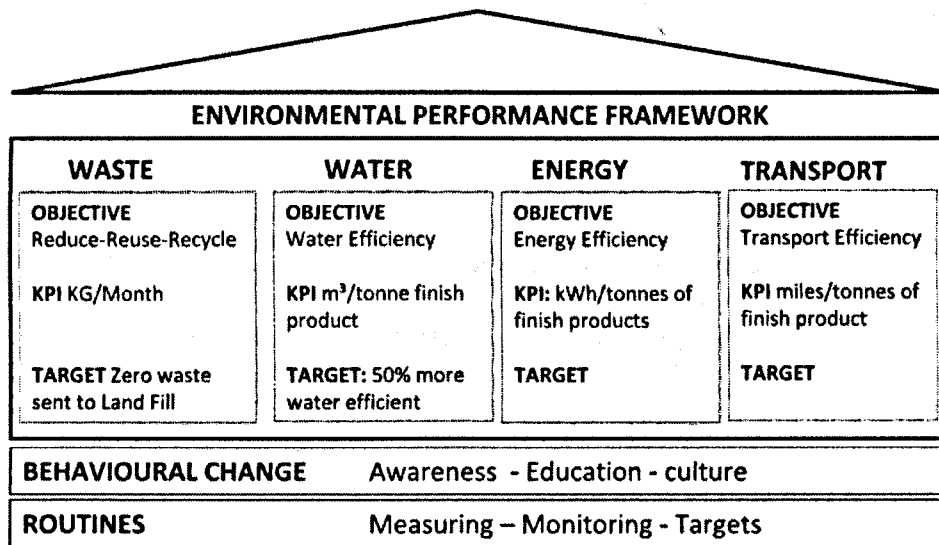 ENVIRONMENTAL PERFORMANCE FRAMEWORK
WASTE
OBJECTIVE
Reduce-Reuse-Recycle
KPI KG/Month
TARGET Zero waste
sent to Land Fill
WATER
OBJECTIVE
Water Efficiency
KPI m³/tonne finish
product
TARGET: 50% more
water efficient
ENERGY
OBJECTIVE
Energy Efficiency
KPI: kWh/tonnes of
finish products
TARGET
TRANSPORT
OBJECTIVE
Transport Efficiency
KPI miles/tonnes of
finish product
TARGET
BEHAVIOURAL CHANGE Awareness - Education - culture
ROUTINES Measuring – Monitoring - Targets